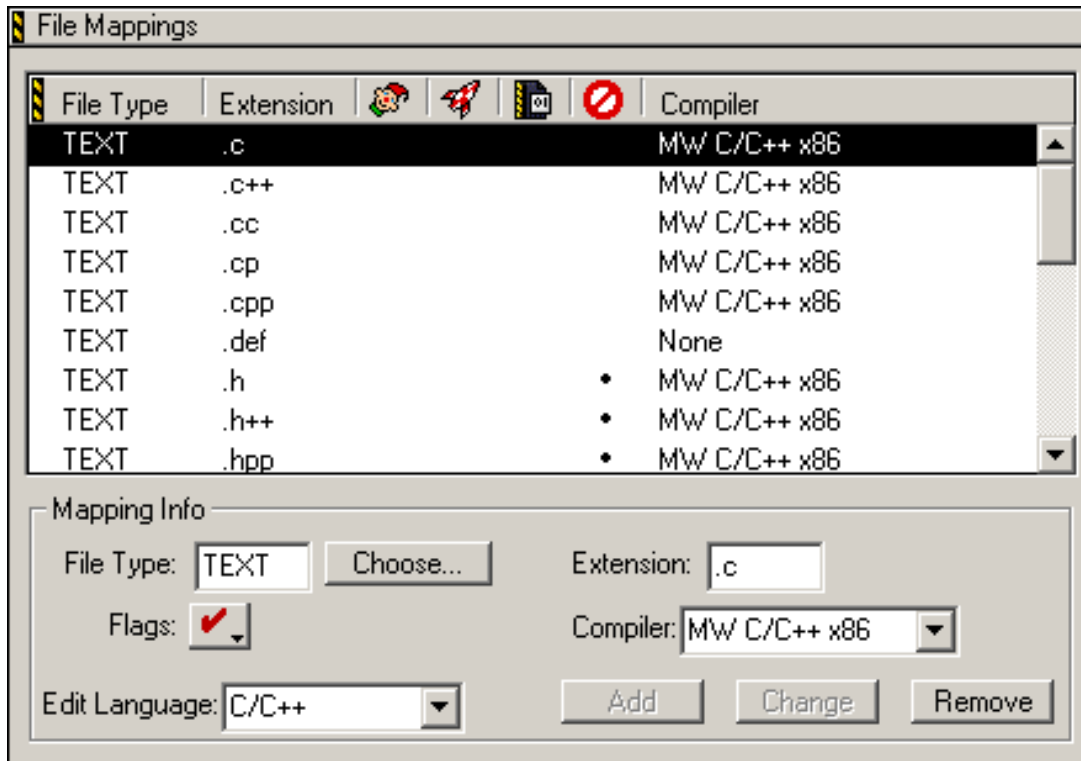 File Mappings
File Type Extension Compiler
TEXT .c MW C/C++ x86
TEXT .c++ MW C/C++ x86
TEXT .cc MW C/C++ x86
TEXT .cp MW C/C++ x86
TEXT .cpp MW C/C++ x86
TEXT .def None
TEXT .h • MW C/C++ x86
TEXT .h++ • MW C/C++ x86
TEXT .hpp • MW C/C++ x86
Mapping Info
File Type: TEXT Choose... Extension: .c
Flags: Compiler: MW C/C++ x86
Edit Language: C/C++ Add Change Remove